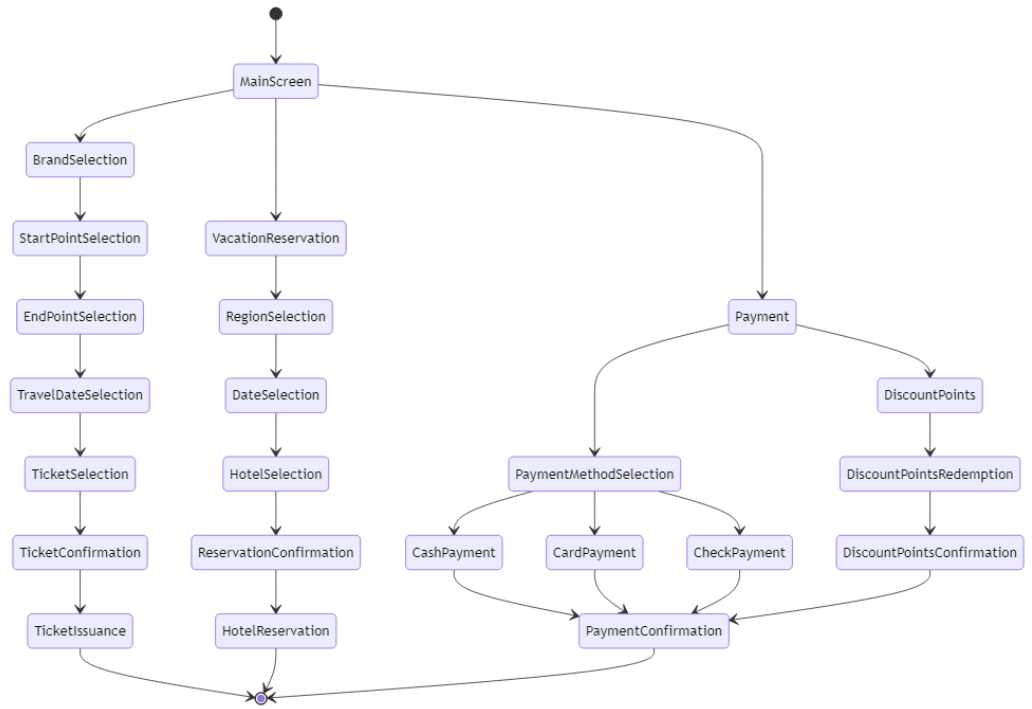 MainScreen
BrandSelection
StartPointSelection
VacationReservation
EndPointSelection
RegionSelection
Payment
TravelDateSelection
DateSelection
DiscountPoints
TicketSelection
HotelSelection
PaymentMethodSelection
DiscountPointsRedemption
TicketConfirmation
ReservationConfirmation
CashPayment
CardPayment
CheckPayment
DiscountPointsConfirmation
TicketIssuance
HotelReservation
PaymentConfirmation